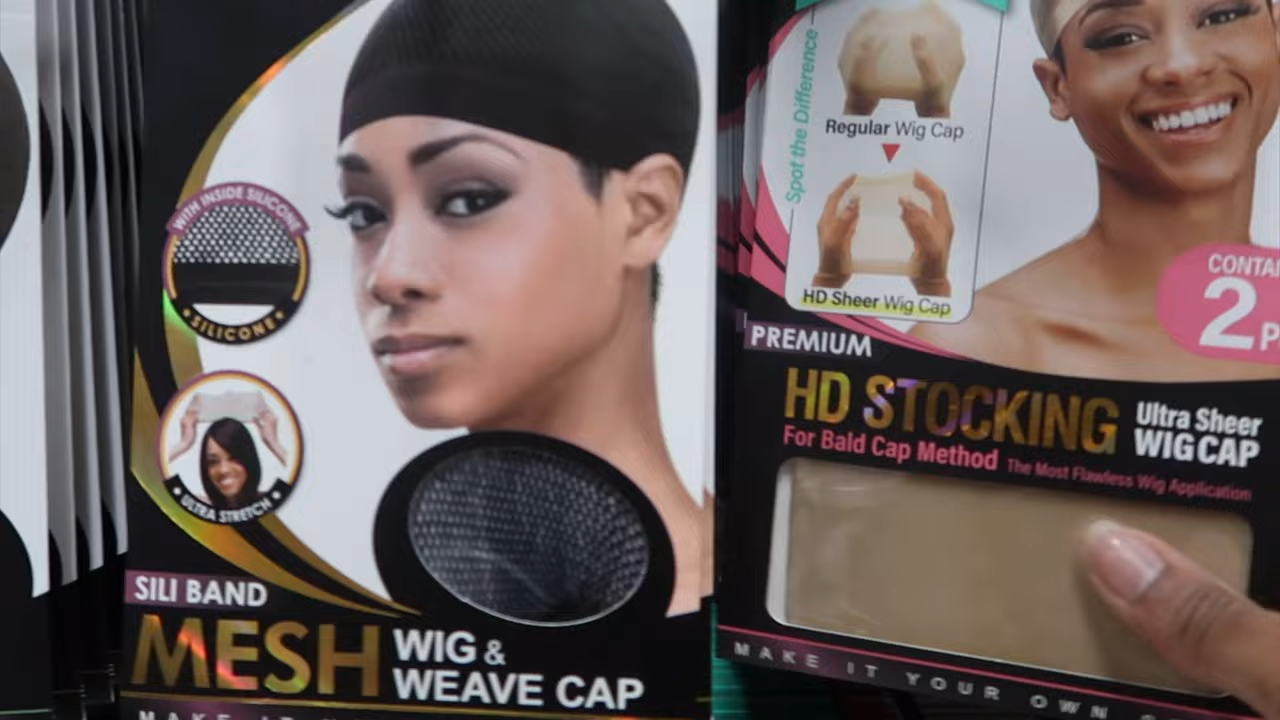 WITH INSIDE SILICONE
SILICONE
ULTRA STRETCH
SILI BAND
MESH WIG & WEAVE CAP
Spot the Difference
Regular Wig Cap
HD Sheer Wig Cap
2
PREMIUM
HD STOCKING Ultra Sheer WIG CAP
For Bald Cap Method The Most Flawless Wig Application
MAKE IT YOUR OWN